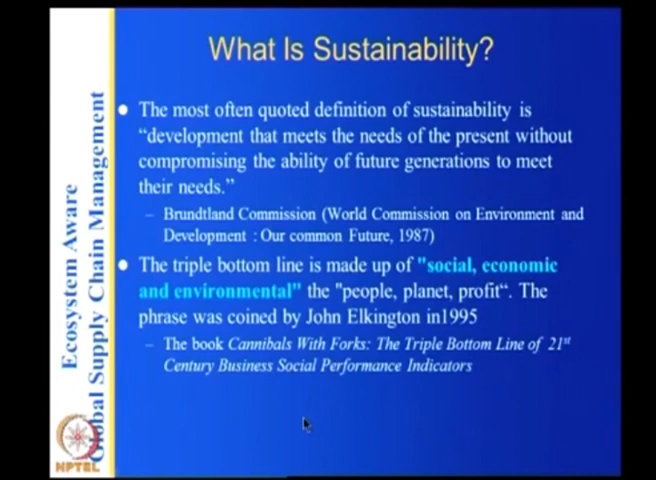 What Is Sustainability?
The most often quoted definition of sustainability is
“development that meets the needs of the present without
compromising the ability of future generations to meet
their needs.”
– Brundtland Commission (World Commission on Environment and
Development : Our common Future, 1987)
The triple bottom line is made up of "social, economic
and environmental" the "people, planet, profit“. The
phrase was coined by John Elkington in1995
– The book Cannibals With Forks: The Triple Bottom Line of 21st
Century Business Social Performance Indicators
Ecosystem Aware
Global Supply Chain Management
NPTEL